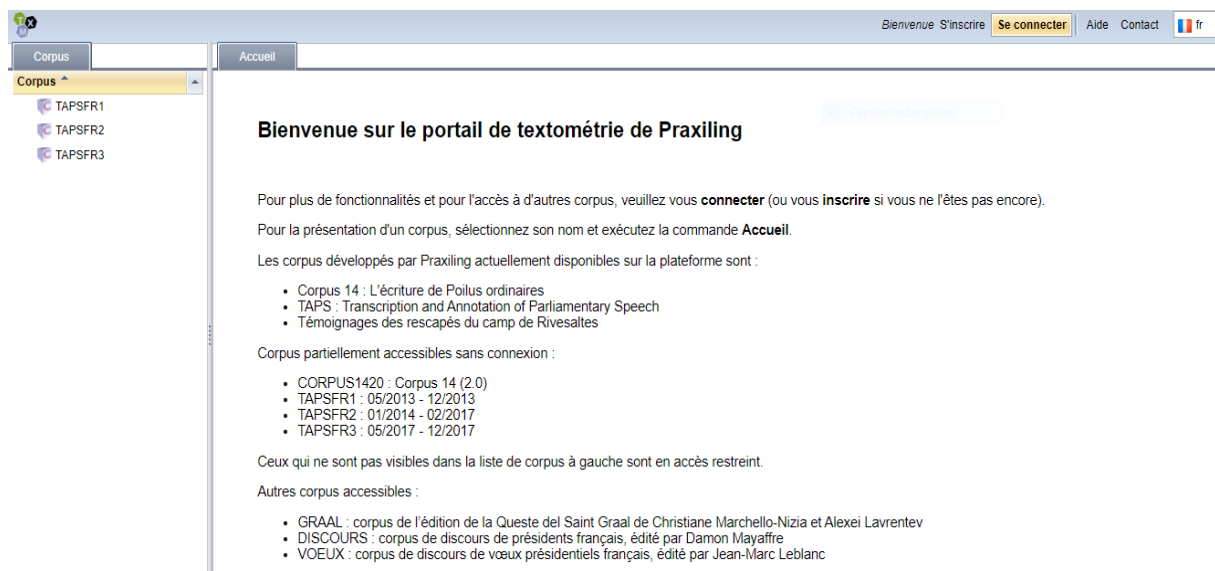 TXM
Bienvenue S'inscrire Se connecter Aide Contact fr
Corpus Accueil
Corpus
TAPSFR1
TAPSFR2
TAPSFR3
Bienvenue sur le portail de textométrie de Praxiling
Pour plus de fonctionnalités et pour l'accès à d'autres corpus, veuillez vous connecter (ou vous inscrire si vous ne l'êtes pas encore).
Pour la présentation d'un corpus, sélectionnez son nom et exécutez la commande Accueil.
Les corpus développés par Praxiling actuellement disponibles sur la plateforme sont :
• Corpus 14 : L'écriture de Poilus ordinaires
• TAPS : Transcription and Annotation of Parliamentary Speech
• Témoignages des rescapés du camp de Rivesaltes
Corpus partiellement accessibles sans connexion :
• CORPUS1420 : Corpus 14 (2.0)
• TAPSFR1 : 05/2013 - 12/2013
• TAPSFR2 : 01/2014 - 02/2017
• TAPSFR3 : 05/2017 - 12/2017
Ceux qui ne sont pas visibles dans la liste de corpus à gauche sont en accès restreint.
Autres corpus accessibles :
• GRAAL : corpus de l'édition de la Queste del Saint Graal de Christiane Marchello-Nizia et Alexei Lavrentev
• DISCOURS : corpus de discours de présidents français, édité par Damon Mayaffre
• VOEUX : corpus de discours de vœux présidentiels français, édité par Jean-Marc Leblanc